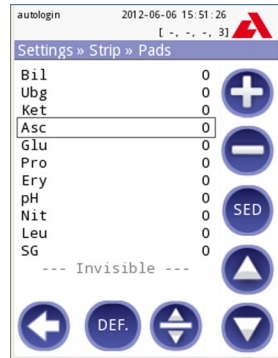 autologin 2012-06-06 15:51:26
[ -, -, -, 3]
Settings » Strip » Pads
Bil 0
Ubg 0
Ket 0
Asc 0
Glu 0
Pro 0
Ery 0
pH 0
Nit 0
Leu 0
SG 0
--- Invisible ---
SED
DEF.